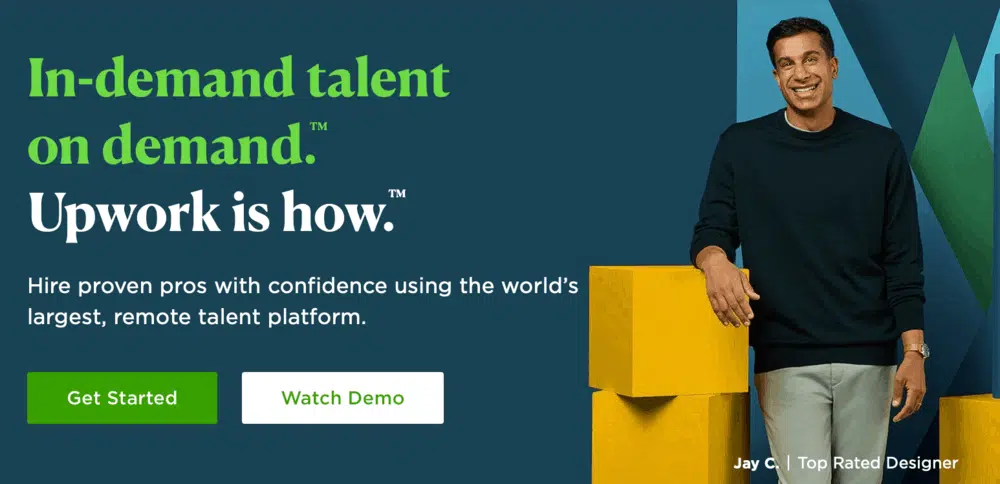 In-demand talent
on demand.™
Upwork is how.™
Hire proven pros with confidence using the world's
largest, remote talent platform.
Get Started
Watch Demo
Jay C. | Top Rated Designer